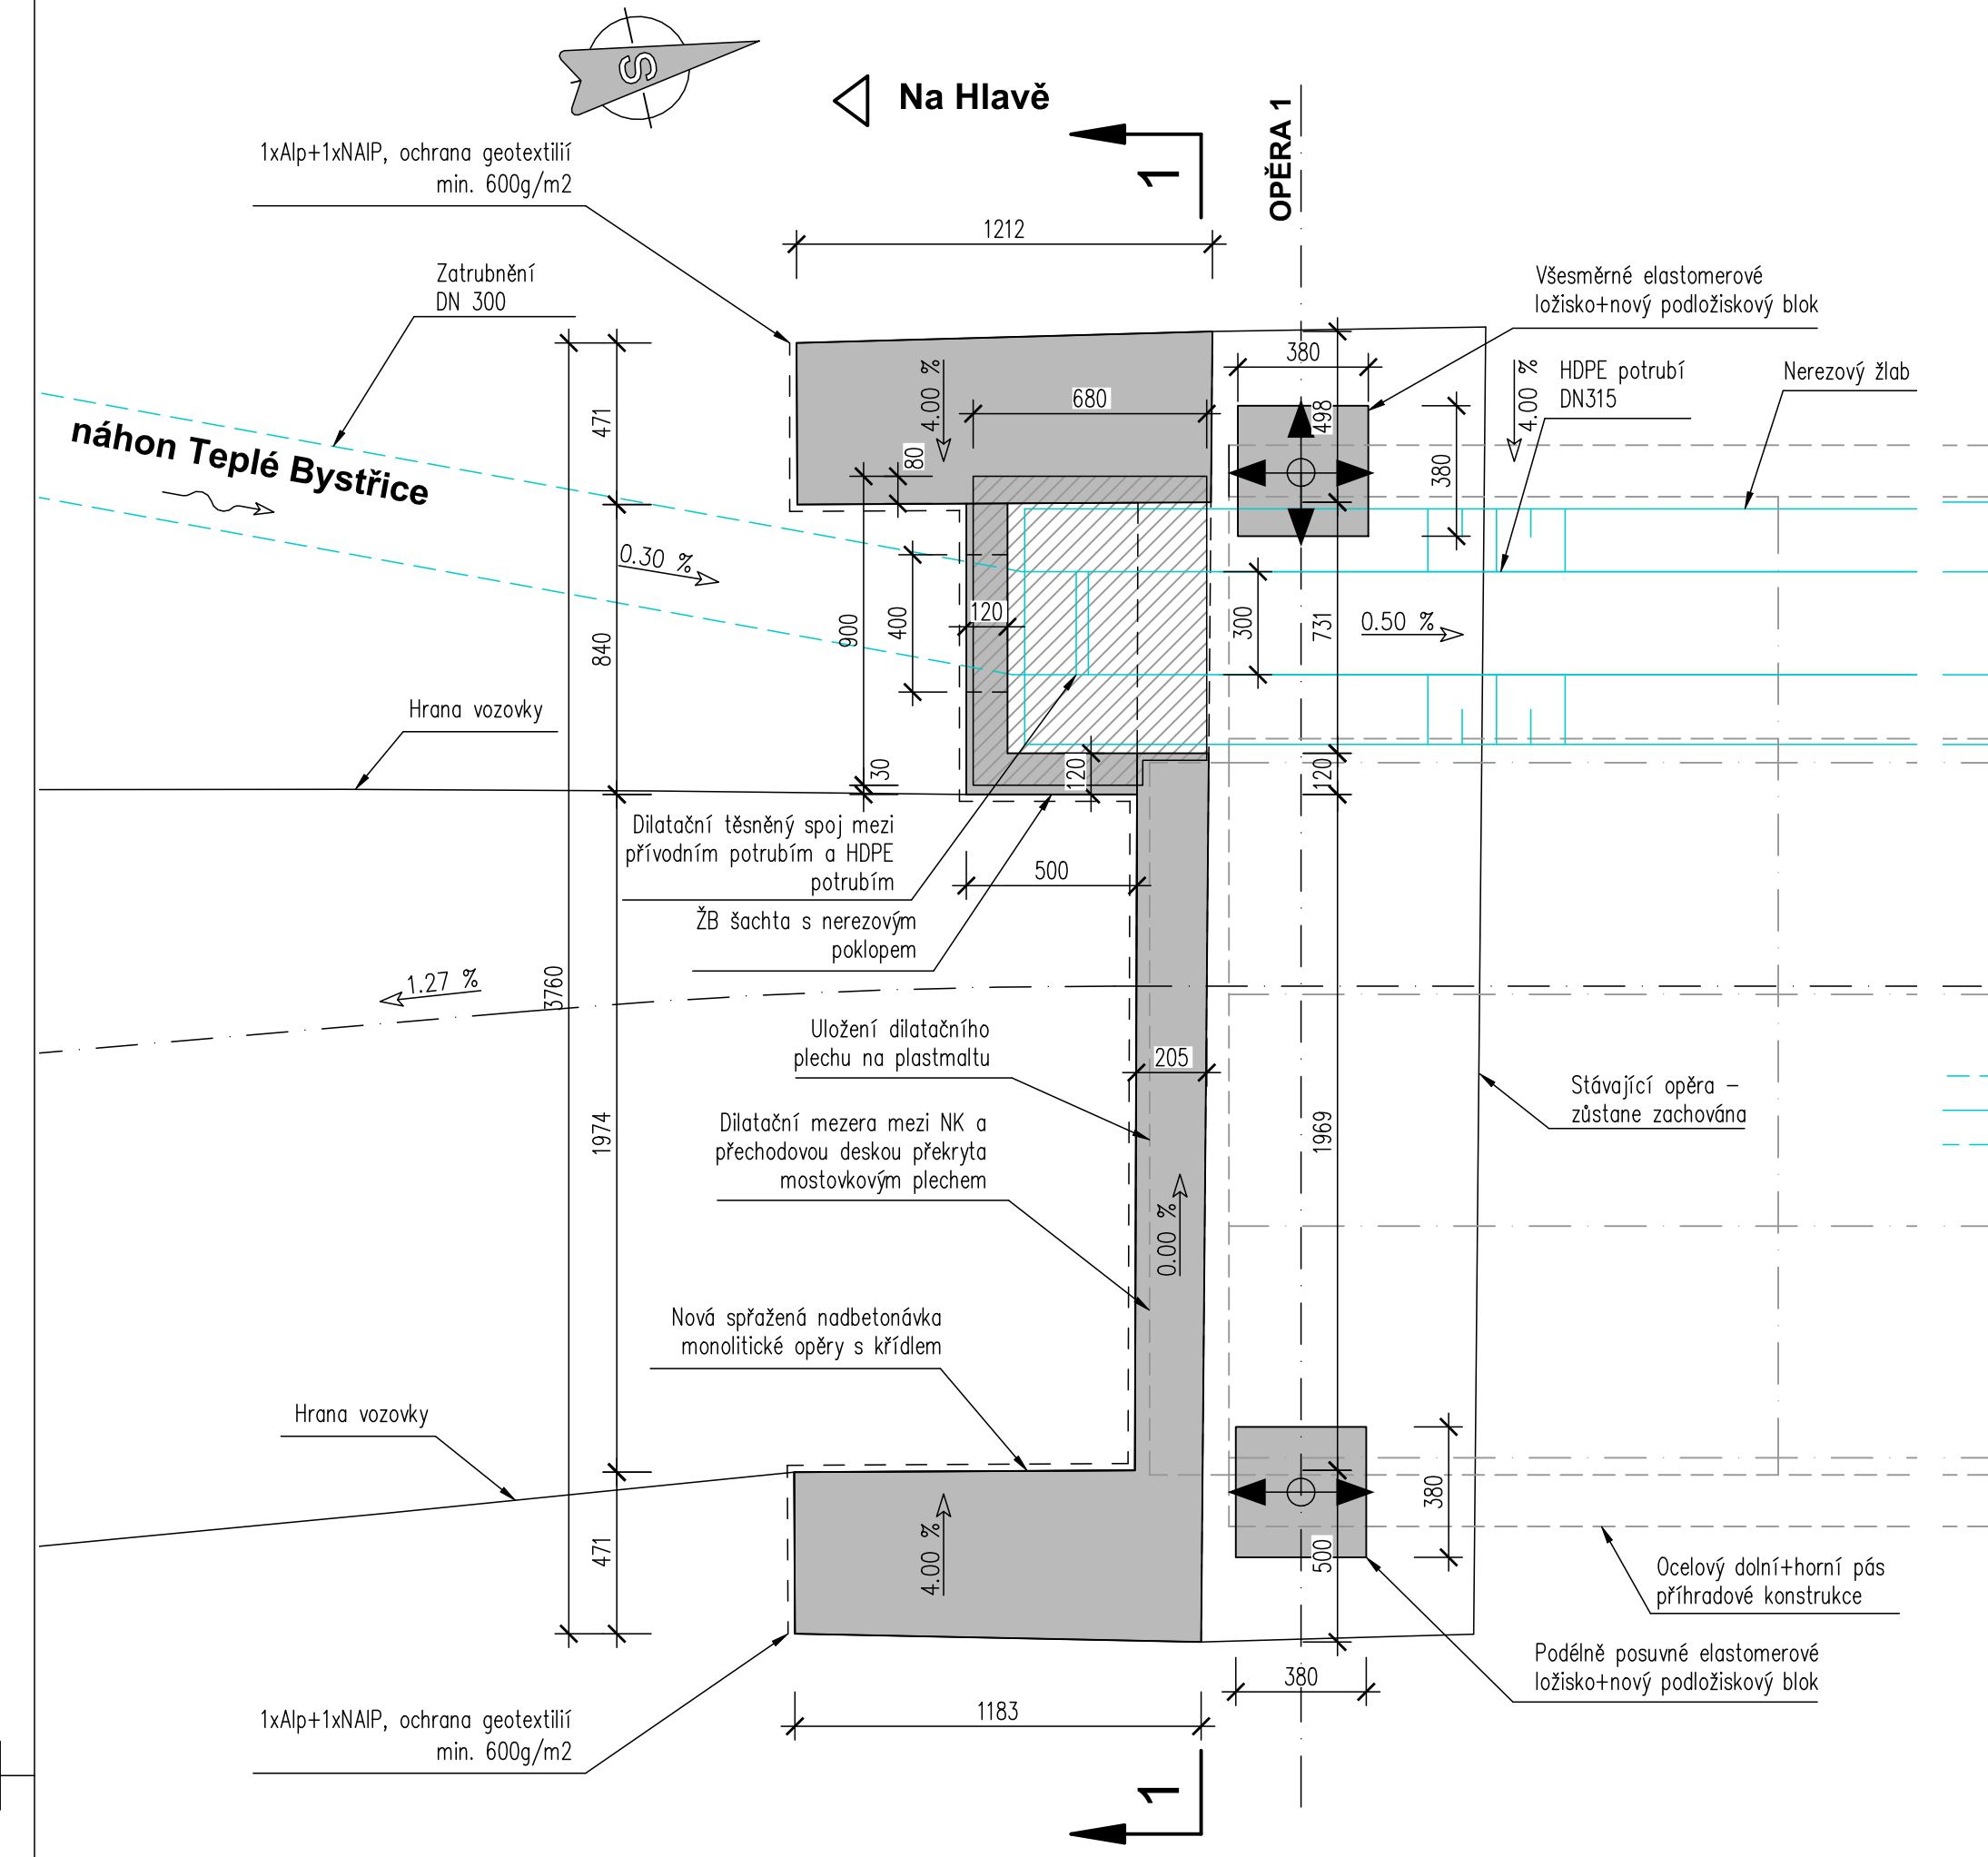 S
Na Hlavě
OPĚRA 1
1
1xAlp+1xNAIP, ochrana geotextilií
min. 600g/m2
1212
Zatrubnění
DN 300
Všesměrné elastomerové
ložisko+nový podložiskový blok
380
498
380
4.00 %
4.00 %
HDPE potrubí
DN315
Nerezový žlab
680
471
80
náhon Teplé Bystřice
0.30 %
840
900
400
120
300
731
0.50 %
Hrana vozovky
30
120
120
Dilatační těsněný spoj mezi
přívodním potrubím a HDPE
potrubím
500
ŽB šachta s nerezovým
poklopem
1.27 %
3760
Uložení dilatačního
plechu na plastmaltu
205
Stávající opěra –
zůstane zachována
1974
1969
Dilatační mezera mezi NK a
přechodovou deskou překryta
mostovkovým plechem
0.00 %
Nová spřažená nadbetonávka
monolitické opěry s křídlem
Hrana vozovky
471
4.00 %
380
500
Ocelový dolní+horní pás
příhradové konstrukce
Podélně posuvné elastomerové
ložisko+nový podložiskový blok
380
1183
1xAlp+1xNAIP, ochrana geotextilií
min. 600g/m2
1